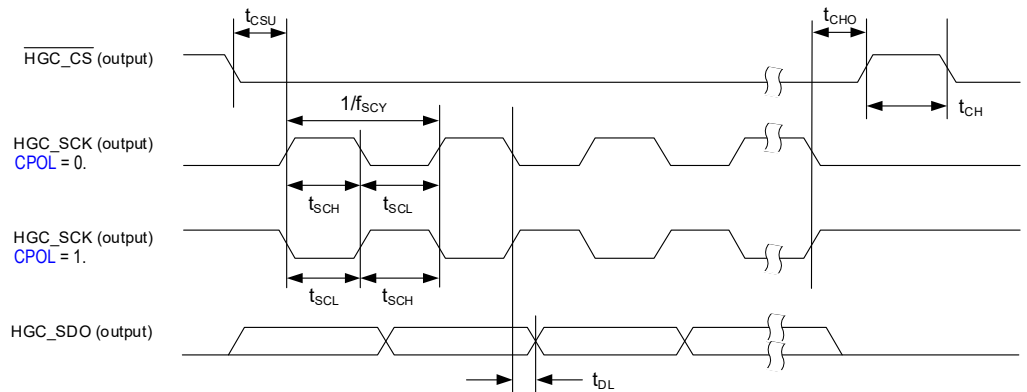 tCSU
tCHO
HGC_CS (output)
1/fSCY
tCH
HGC_SCK (output)
CPOL = 0.
tSCH
tSCL
HGC_SCK (output)
CPOL = 1.
tSCL
tSCH
HGC_SDO (output)
tDL